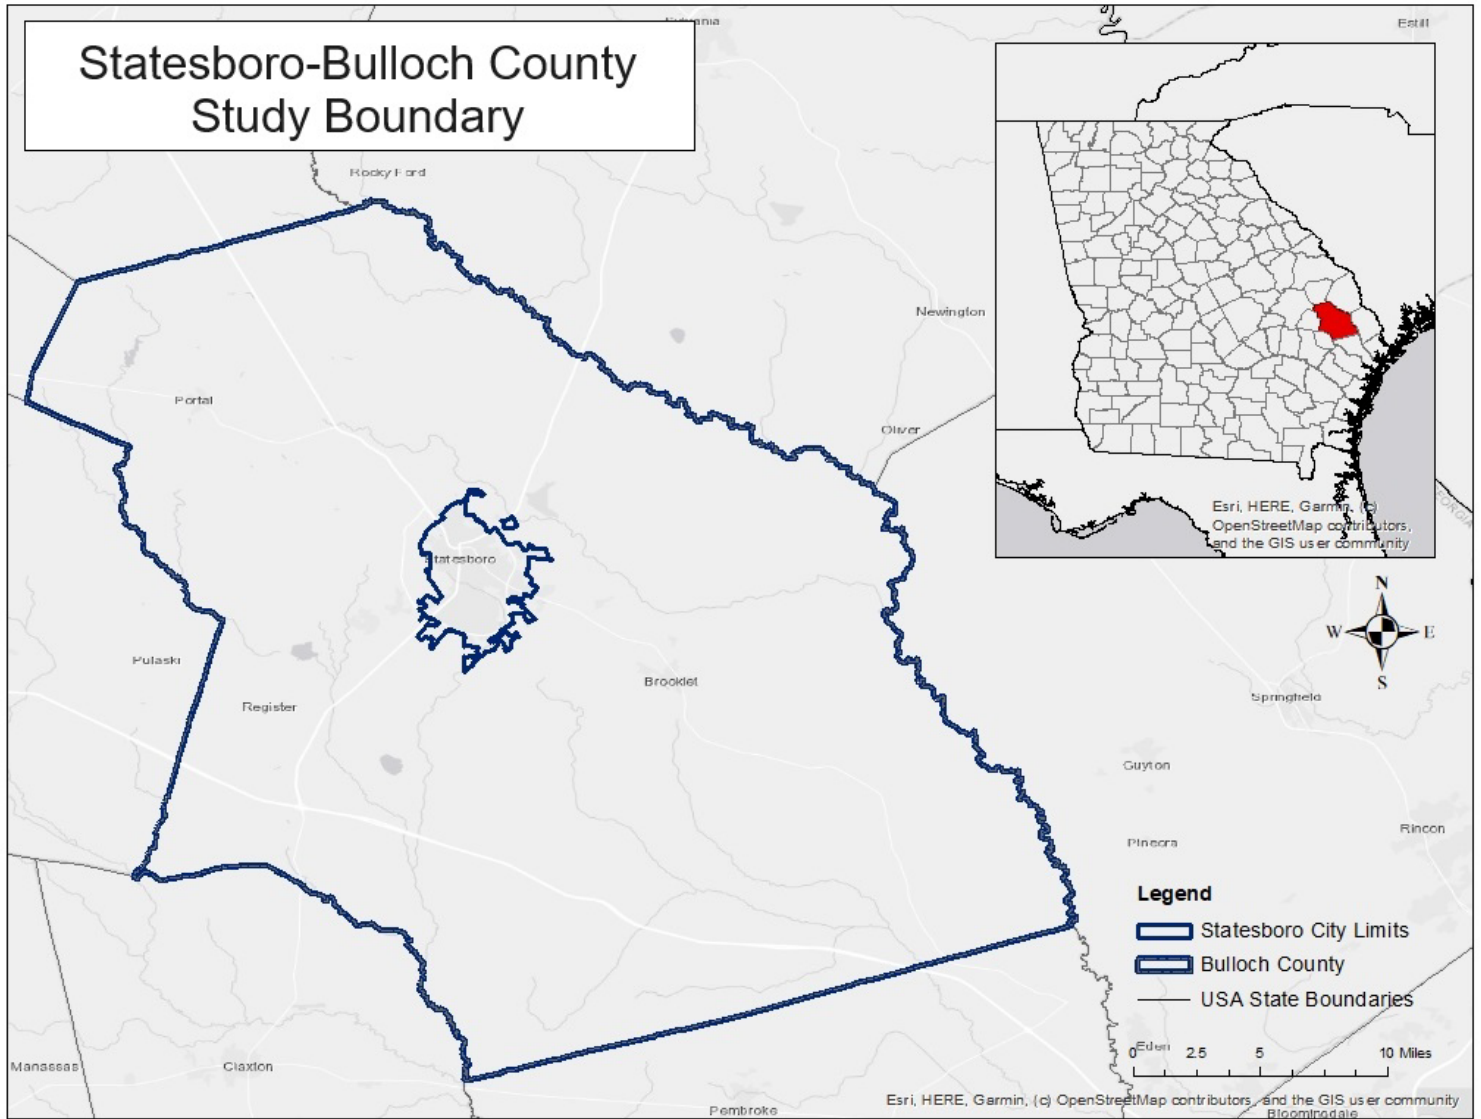 Statesboro-Bulloch County
Study Boundary
Estill
Rocky Ford
Newington
Portal
Oliver
Esri, HERE, Garmin, (c)
OpenStreetMap contributors,
and the GIS user community
Statesboro
N
W E
S
Pulaski
Brooklet
Register
Springfield
Guyton
Rincon
Pineora
Legend
Statesboro City Limits
Bulloch County
USA State Boundaries
Eden
0 2.5 5 10 Miles
Manassas
Claxton
Esri, HERE, Garmin, (c) OpenStreetMap contributors, and the GIS user community
Pembroke
Bloomingdale